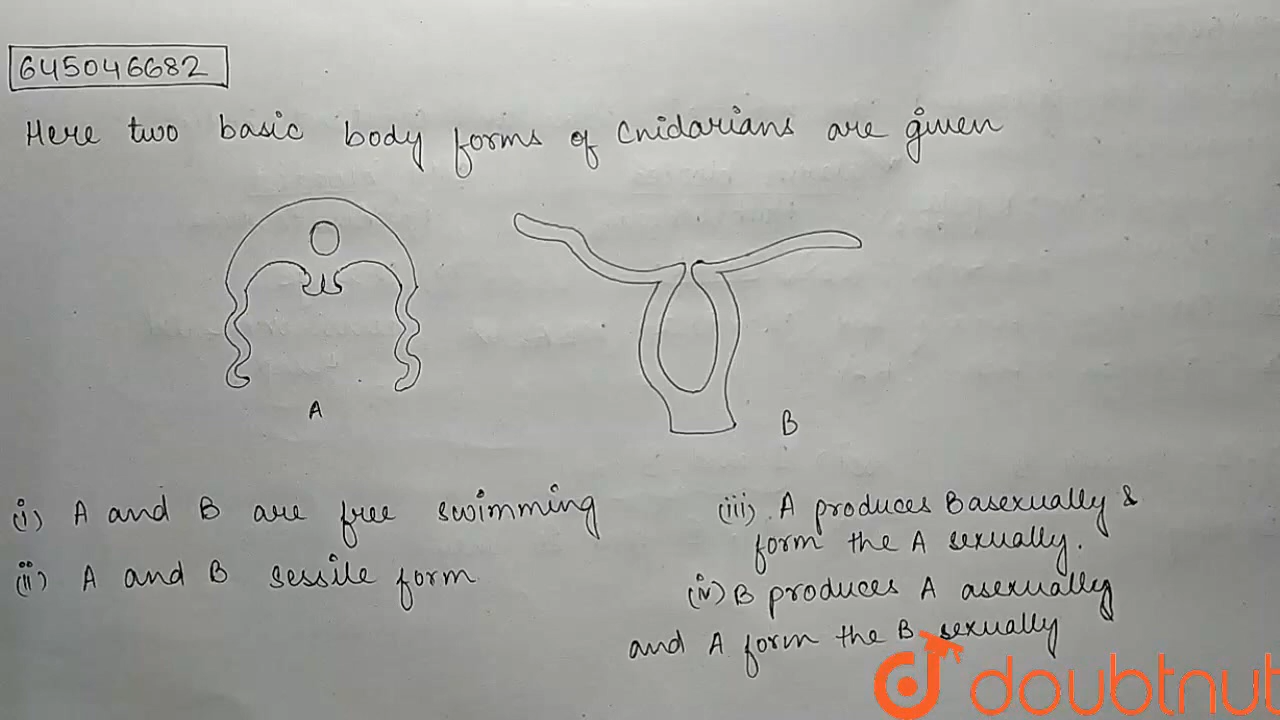 645046682
Here two basic body forms of Cnidarians are given
A
B
(i) A and B are free swimming
(ii) A and B sessile form
(iii) A produces B asexually &
form the A sexually.
(iv) B produces A asexually
and A form the B sexually
doubtnut